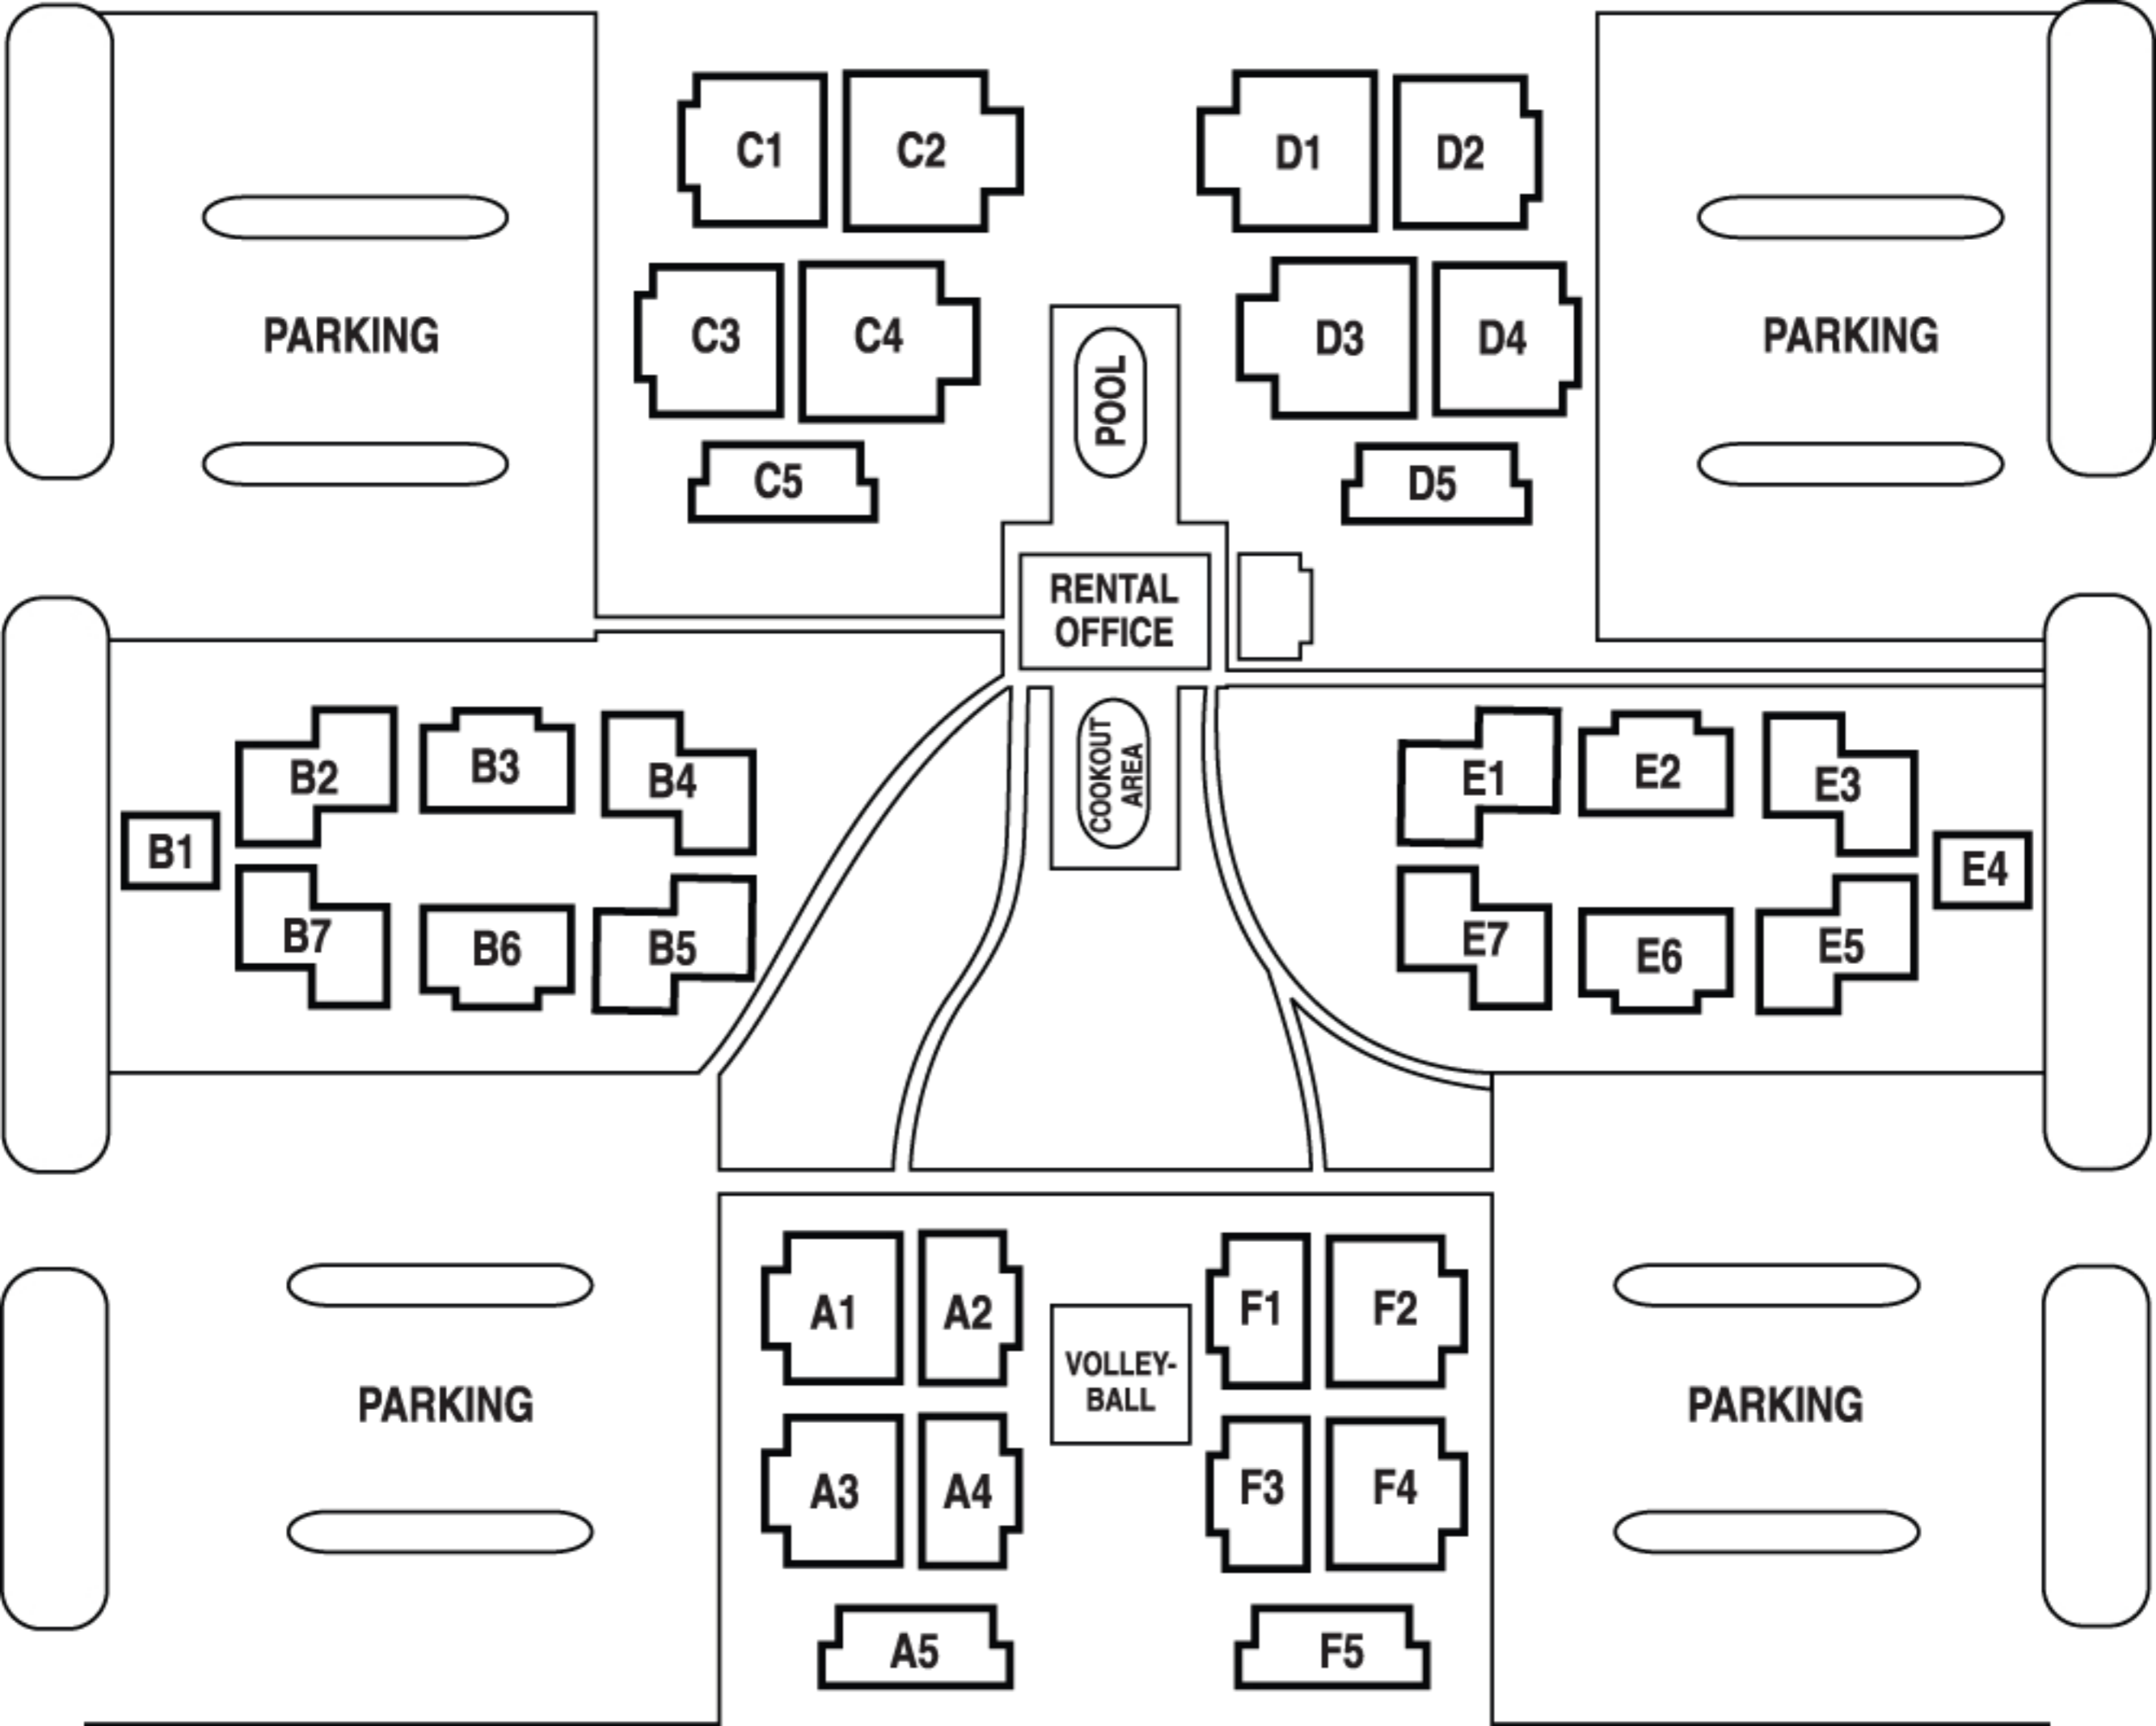 C1
C2
D1
D2
PARKING
C3
C4
POOL
D3
D4
PARKING
C5
D5
RENTAL
OFFICE
B2
B3
B4
B1
B7
B6
B5
COOKOUT
AREA
E1
E2
E3
E4
E7
E6
E5
PARKING
A1
A2
VOLLEY-
BALL
F1
F2
PARKING
A3
A4
F3
F4
A5
F5